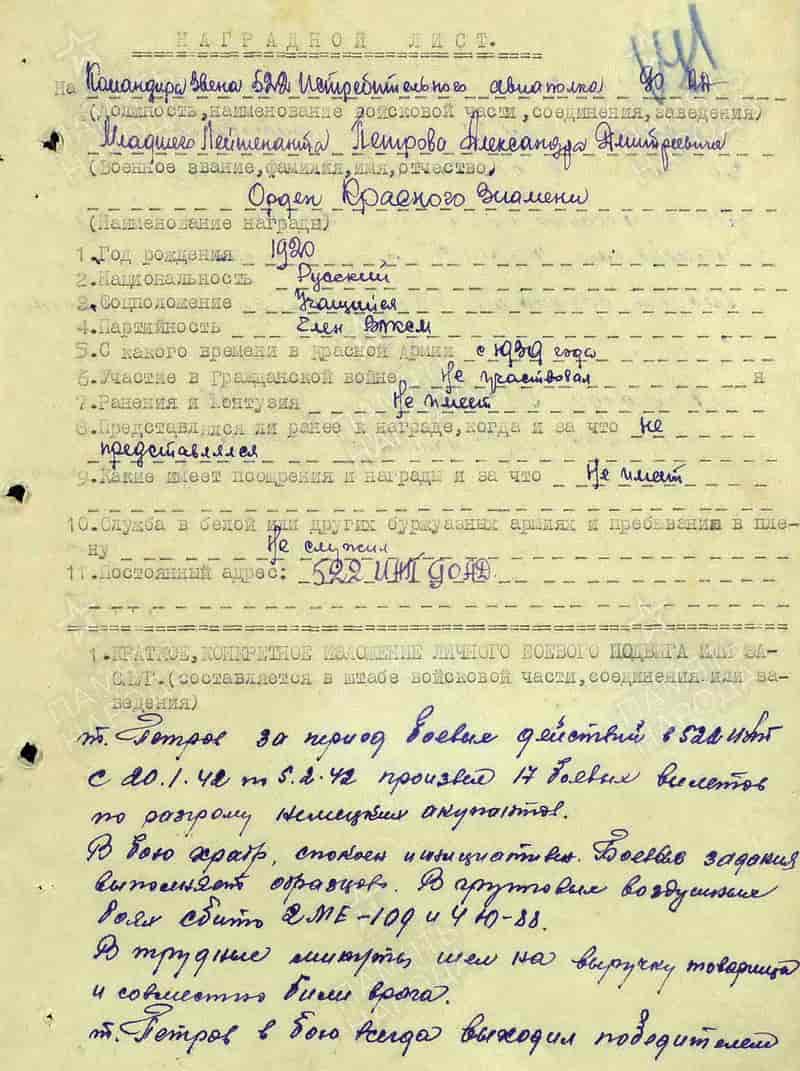 НАГРАДНОЙ ЛИСТ.
На Командира Звена 522 Истребительного авиаполка
(Должность,наименование войсковой части,соединения,заведения)
Младшего Лейтенанта Петрова Александра Дмитриевича
(Военное звание,фамилия,имя,отчество,
Орден Красного Знамени
(Наименование награды)
1.Год рождения 1920
2.Национальность Русский
3.Соцположение Учащийся
4.Партийность Член ВЛКСМ
5.С какого времени в красной Армии с 1939 года
6.Участие в Гражданской войне Не участвовал
7.Ранения и контузия Не имеет
8.Представлялся ли ранее к награде,когда и за что не
представлялся
9.Какие имеет поощрения и награды и за что Не имеет
10.Служба в белой или других буржуазных армиях и пребывания в пле-
ну Не служил
11.Постоянный адрес: 522 ИАП
1.КРАТКОЕ,КОНКРЕТНОЕ ИЗЛОЖЕНИЕ ЛИЧНОГО БОЕВОГО ПОДВИГА ИЛИ ЗА-
(составляется в штабе войсковой части,соединения или за-
ведения)
т. Петров за период боевых действий в 522 ИАП
с 20.1.42 по 5.2.42 произвел 17 боевых вылетов
по разгрому немецких акупантов.
В бою храбр, спокоен инициативен. Боевые задания
выполняет образцово. В групповых воздушных
боях сбито 2 МЕ-109 и 4 Ю-88.
В трудные минуты шел на выручку товарища
и совместно били врага.
т. Петров в бою всегда выходил победителем